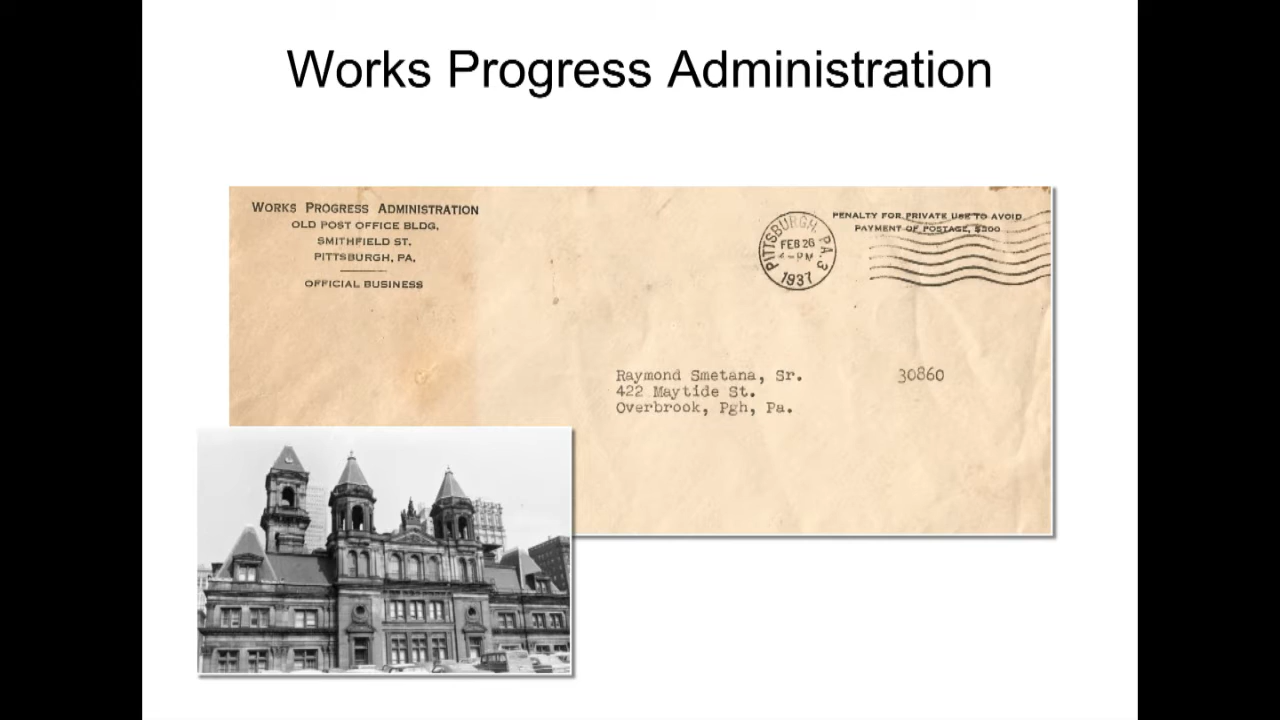 Works Progress Administration
WORKS PROGRESS ADMINISTRATION
OLD POST OFFICE BLDG,
SMITHFIELD ST.
PITTSBURGH, PA.
OFFICIAL BUSINESS
PITTSBURGH, PA. 3
FEB 26
PM
1937
PENALTY FOR PRIVATE USE TO AVOID
PAYMENT OF POSTAGE, $300
Raymond Smetana, Sr. 30860
422 Maytide St.
Overbrook, Pgh, Pa.